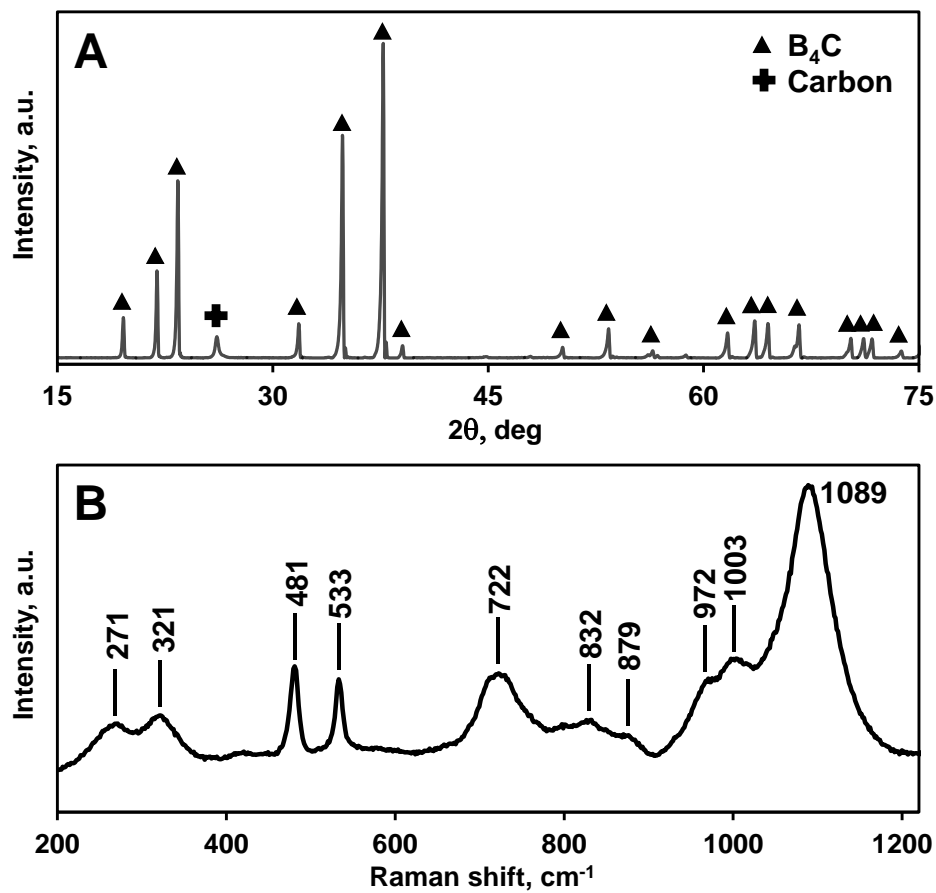 A
B₄C
Carbon
Intensity, a.u.
15 30 45 60 75
2θ, deg
B
1089
271 321 481 533 722 832 879 972 1003
Intensity, a.u.
200 400 600 800 1000 1200
Raman shift, cm⁻¹